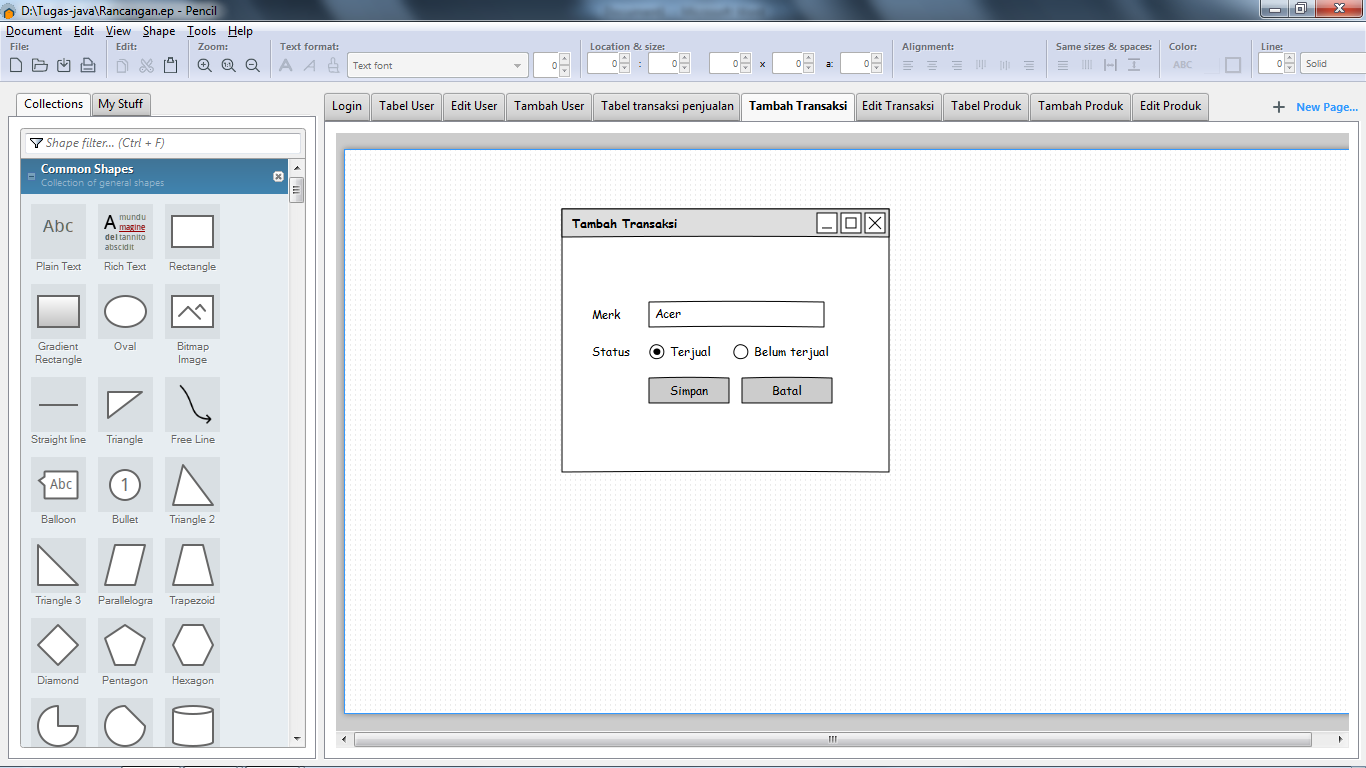 D:\Tugas-java\Rancangan.ep - Pencil
Document Edit View Shape Tools Help
File: Edit: Zoom: Text format: Location & size: Alignment: Same sizes & spaces: Color: Line:
Text font 0 0 : 0 0 x 0 a: 0 ABC 0 Solid
Collections My Stuff
Login Tabel User Edit User Tambah User Tabel transaksi penjualan Tambah Transaksi Edit Transaksi Tabel Produk Tambah Produk Edit Produk + New Page...
Shape filter... (Ctrl + F)
Common Shapes
Collection of general shapes
Abc
A mundu
magine
del tannito
abscidit
Plain Text Rich Text Rectangle
Gradient Rectangle Oval Bitmap Image
Straight line Triangle Free Line
Abc 1
Balloon Bullet Triangle 2
Triangle 3 Parallelogra Trapezoid
Diamond Pentagon Hexagon
Tambah Transaksi
Merk Acer
Status Terjual Belum terjual
Simpan Batal